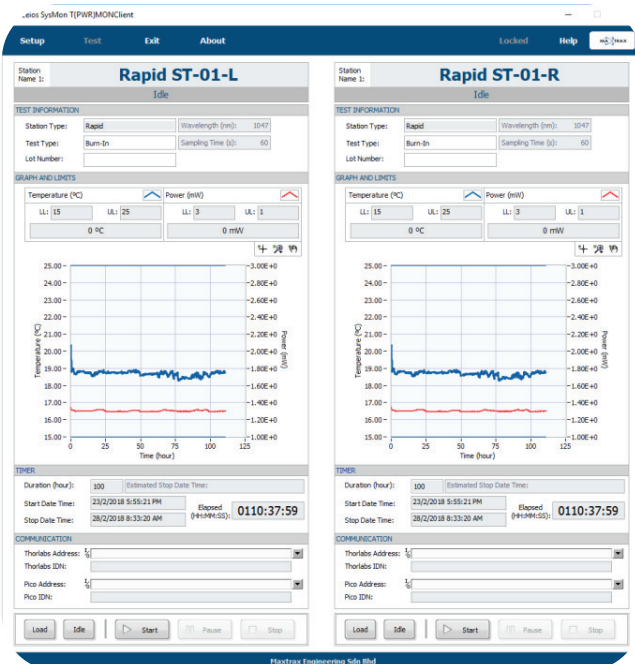 eios SysMon T(PWR)MONClient
Setup Test Exit About Locked Help MAXTRAX
Station Name 1: Rapid ST-01-L
Idle
TEST INFORMATION
Station Type: Rapid Wavelength (nm): 1047
Test Type: Burn-In Sampling Time (s): 60
Lot Number:
GRAPH AND LIMITS
Temperature (ºC) Power (mW)
LL: 15 UL: 25 LL: 3 UL: 1
0 ºC 0 mW
25.00 3.00E+0
24.00 2.80E+0
23.00 2.60E+0
22.00 2.40E+0
21.00 2.20E+0
20.00 2.00E+0
19.00 1.80E+0
18.00 1.60E+0
17.00 1.40E+0
16.00 1.20E+0
15.00 1.00E+0
Temperature (ºC)
Power (mW)
0 25 50 75 100 125
Time (hour)
TIMER
Duration (hour): 100 Estimated Stop Date Time:
Start Date Time: 23/2/2018 5:55:21 PM
Stop Date Time: 28/2/2018 8:33:20 AM
Elapsed (HH:MM:SS): 0110:37:59
COMMUNICATION
Thorlabs Address:
Thorlabs IDN:
Pico Address:
Pico IDN:
Load Idle Start Pause Stop
Station Name 1: Rapid ST-01-R
Idle
TEST INFORMATION
Station Type: Rapid Wavelength (nm): 1047
Test Type: Burn-In Sampling Time (s): 60
Lot Number:
GRAPH AND LIMITS
Temperature (ºC) Power (mW)
LL: 15 UL: 25 LL: 3 UL: 1
0 ºC 0 mW
25.00 3.00E+0
24.00 2.80E+0
23.00 2.60E+0
22.00 2.40E+0
21.00 2.20E+0
20.00 2.00E+0
19.00 1.80E+0
18.00 1.60E+0
17.00 1.40E+0
16.00 1.20E+0
15.00 1.00E+0
Temperature (ºC)
Power (mW)
0 25 50 75 100 125
Time (hour)
TIMER
Duration (hour): 100 Estimated Stop Date Time:
Start Date Time: 23/2/2018 5:55:21 PM
Stop Date Time: 28/2/2018 8:33:20 AM
Elapsed (HH:MM:SS): 0110:37:59
COMMUNICATION
Thorlabs Address:
Thorlabs IDN:
Pico Address:
Pico IDN:
Load Idle Start Pause Stop
Maxtrax Engineering Sdn Bhd